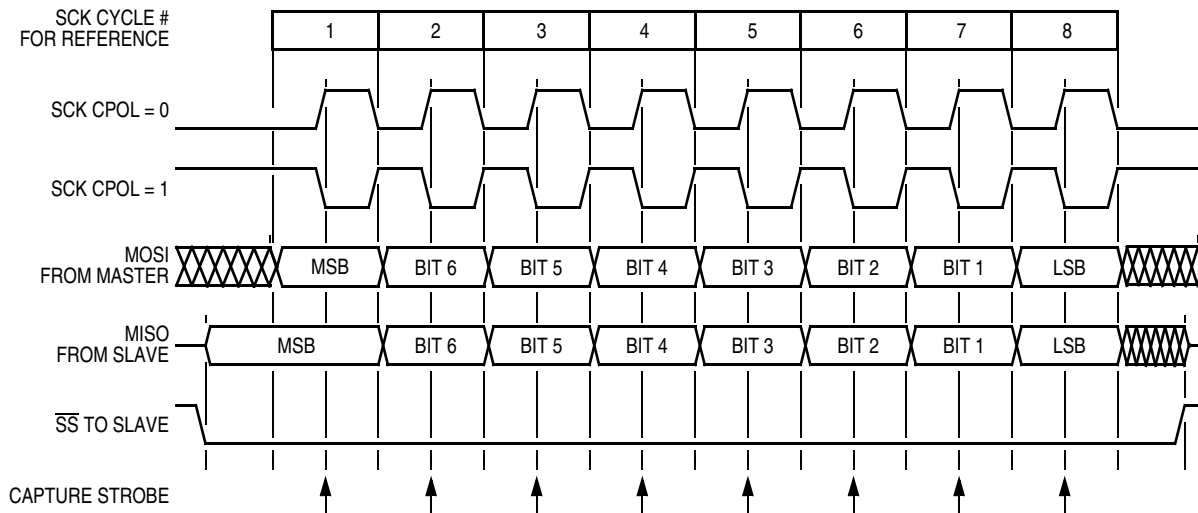 SCK CYCLE #
FOR REFERENCE
1 2 3 4 5 6 7 8
SCK CPOL = 0
SCK CPOL = 1
MOSI
FROM MASTER
MSB BIT 6 BIT 5 BIT 4 BIT 3 BIT 2 BIT 1 LSB
MISO
FROM SLAVE
MSB BIT 6 BIT 5 BIT 4 BIT 3 BIT 2 BIT 1 LSB
S̅S̅ TO SLAVE
CAPTURE STROBE